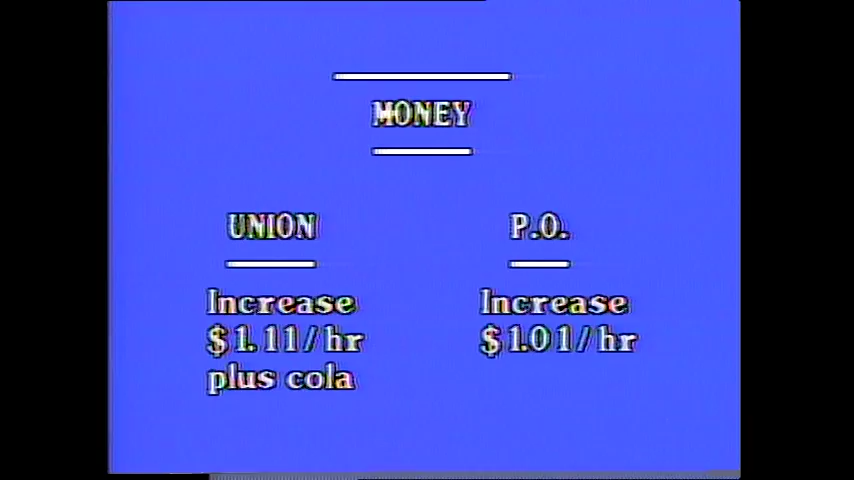 MONEY
UNION P.O.
Increase Increase
$1.11/hr $1.01/hr
plus cola